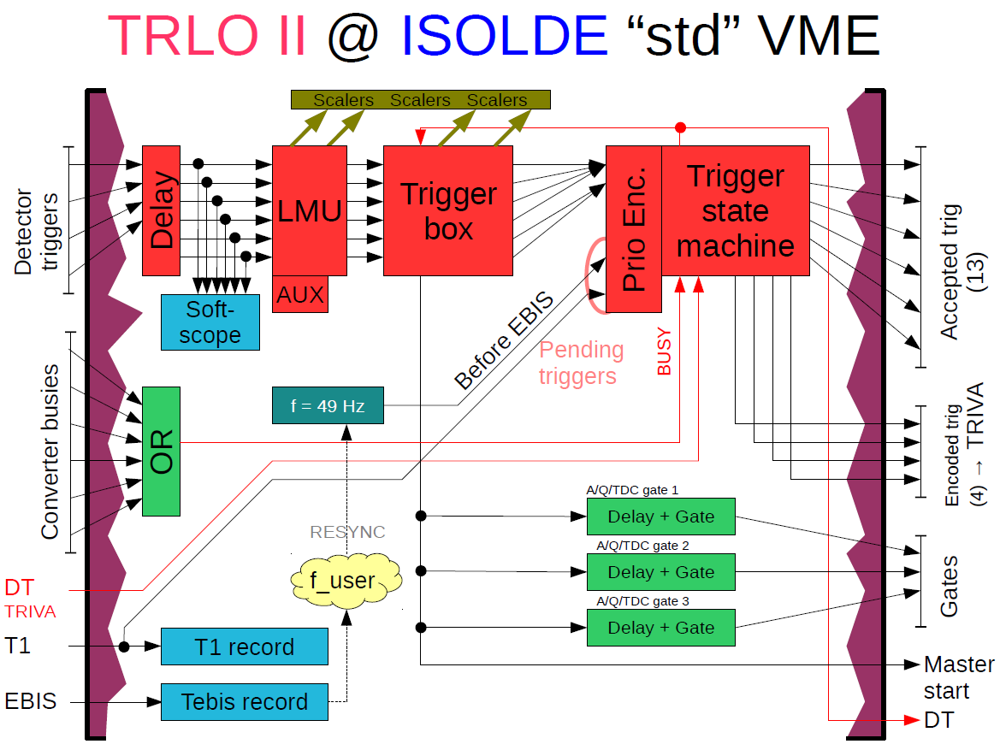 TRLO II @ ISOLDE “std” VME
Scalers Scalers Scalers
Detector
triggers
Delay
LMU
AUX
Trigger
box
Prio Enc.
Trigger
state
machine
Accepted trig
(13)
Soft-
scope
Before EBIS
Pending
triggers
BUSY
Converter busies
OR
f = 49 Hz
Encoded trig
(4) → TRIVA
RESYNC
f_user
A/Q/TDC gate 1
Delay + Gate
A/Q/TDC gate 2
Delay + Gate
A/Q/TDC gate 3
Delay + Gate
Gates
DT
TRIVA
T1
T1 record
EBIS
Tebis record
Master
start
DT